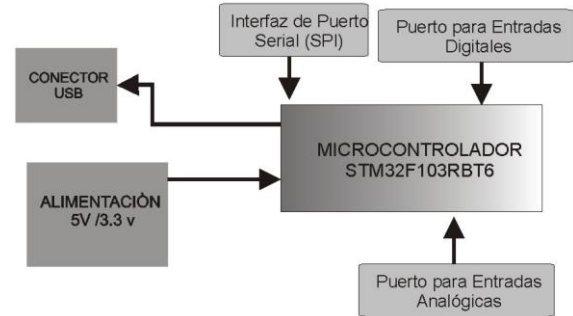 Interfaz de Puerto
Serial (SPI)
Puerto para Entradas
Digitales
CONECTOR
USB
MICROCONTROLADOR
STM32F103RBT6
ALIMENTACIÒN
5V /3.3 v
Puerto para Entradas
Analógicas